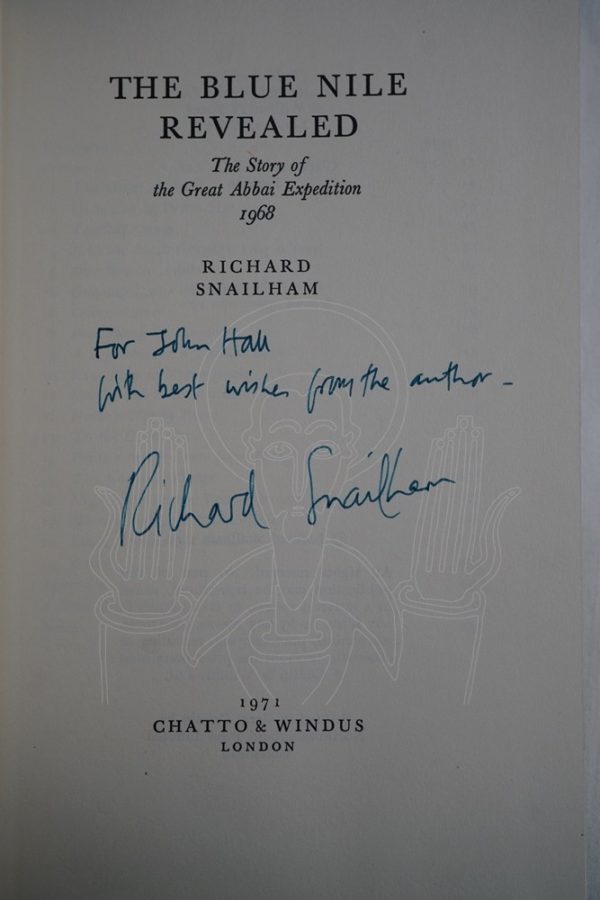 THE BLUE NILE
REVEALED
The Story of
the Great Abbai Expedition
1968
RICHARD
SNAILHAM
For John Hall
with best wishes from the author –
Richard Snailham
1971
CHATTO & WINDUS
LONDON